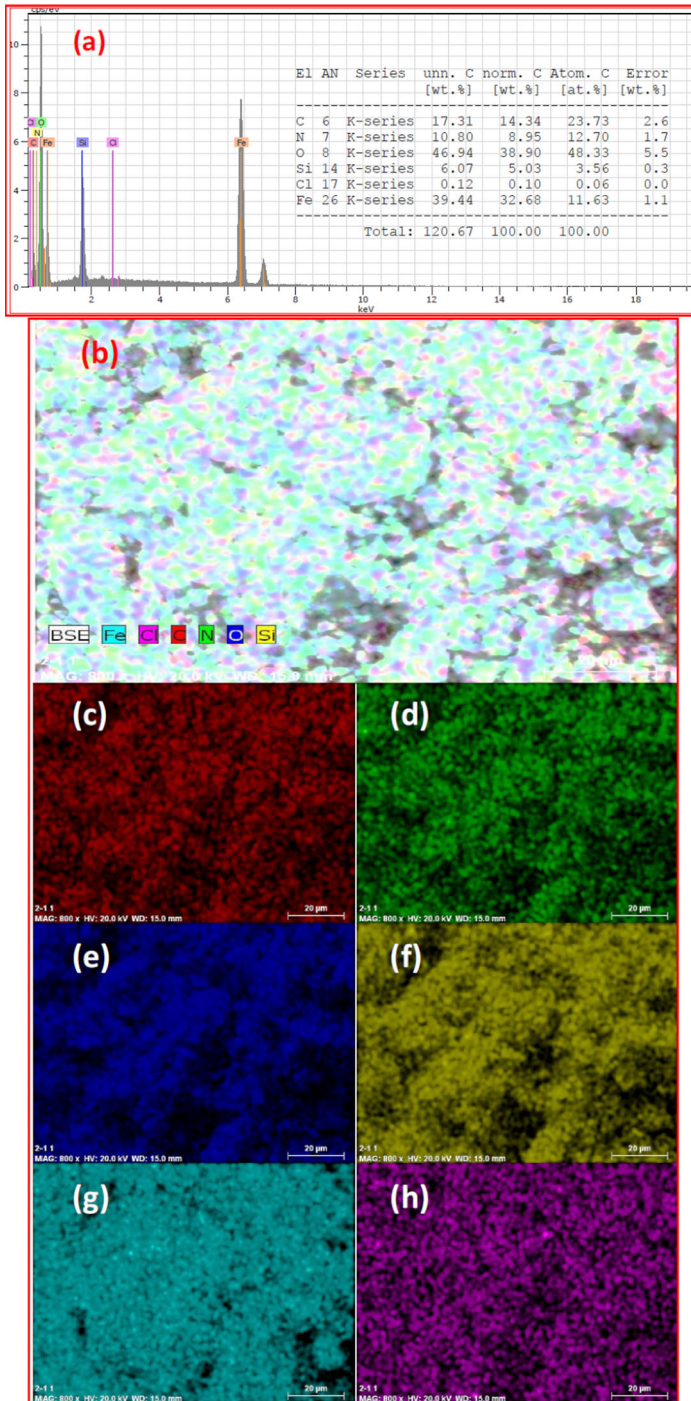 cps/eV
(a)
10
8
6
4
2
0
Cl O
N
C Fe Si Cl Fe
El AN Series unn. C norm. C Atom. C Error
[wt.%] [wt.%] [at.%] [wt.%]
C 6 K-series 17.31 14.34 23.73 2.6
N 7 K-series 10.80 8.95 12.70 1.7
O 8 K-series 46.94 38.90 48.33 5.5
Si 14 K-series 6.07 5.03 3.56 0.3
Cl 17 K-series 0.12 0.10 0.06 0.0
Fe 26 K-series 39.44 32.68 11.63 1.1
Total: 120.67 100.00 100.00
2 4 6 8 10 12 14 16 18
keV
(b)
BSE Fe Cl C N O Si
(c)
2-1 1
MAG: 800 x HV: 20.0 kV WD: 15.0 mm
20 µm
(d)
2-1 1
MAG: 800 x HV: 20.0 kV WD: 15.0 mm
20 µm
(e)
2-1 1
MAG: 800 x HV: 20.0 kV WD: 15.0 mm
20 µm
(f)
2-1 1
MAG: 800 x HV: 20.0 kV WD: 15.0 mm
20 µm
(g)
2-1 1
MAG: 800 x HV: 20.0 kV WD: 15.0 mm
20 µm
(h)
2-1 1
MAG: 800 x HV: 20.0 kV WD: 15.0 mm
20 µm